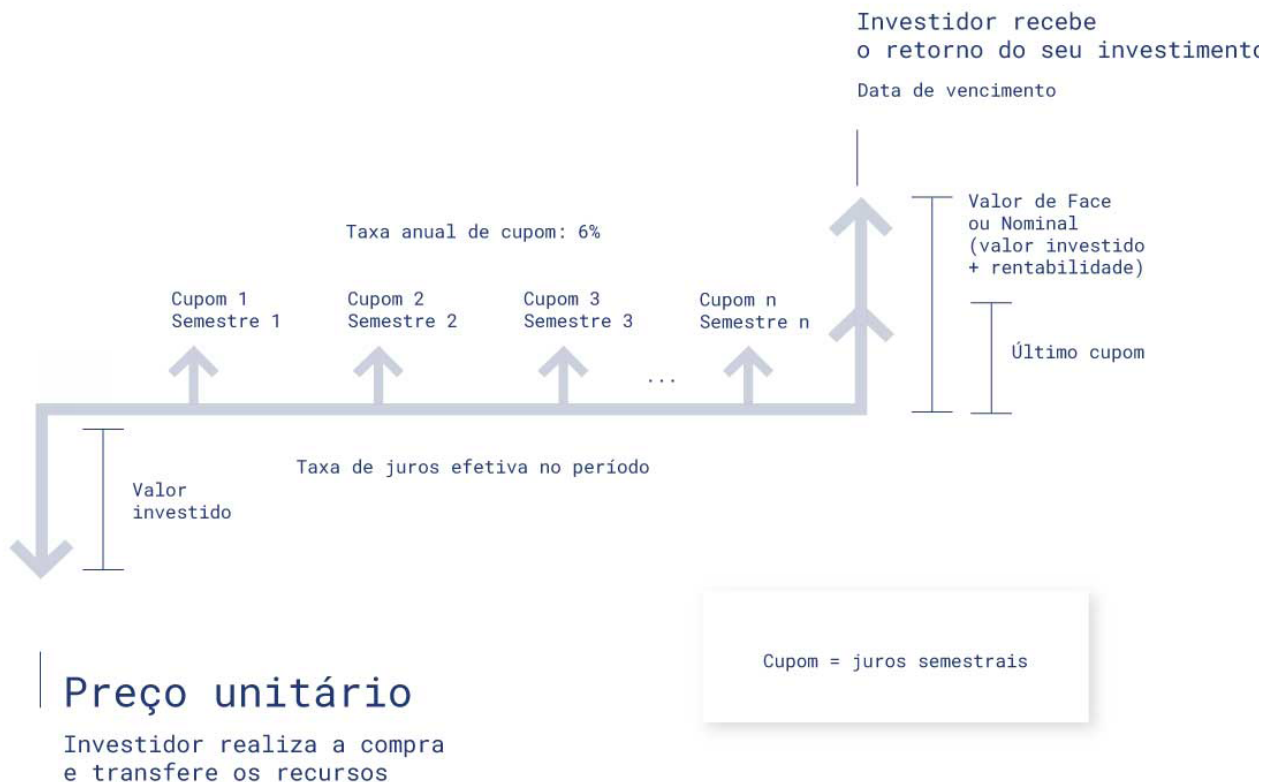 Investidor recebe
o retorno do seu investimento
Data de vencimento
Valor de Face
ou Nominal
(valor investido
+ rentabilidade)
Taxa anual de cupom: 6%
Cupom 1
Semestre 1
Cupom 2
Semestre 2
Cupom 3
Semestre 3
...
Cupom n
Semestre n
Último cupom
Taxa de juros efetiva no período
Valor
investido
Cupom = juros semestrais
Preço unitário
Investidor realiza a compra
e transfere os recursos